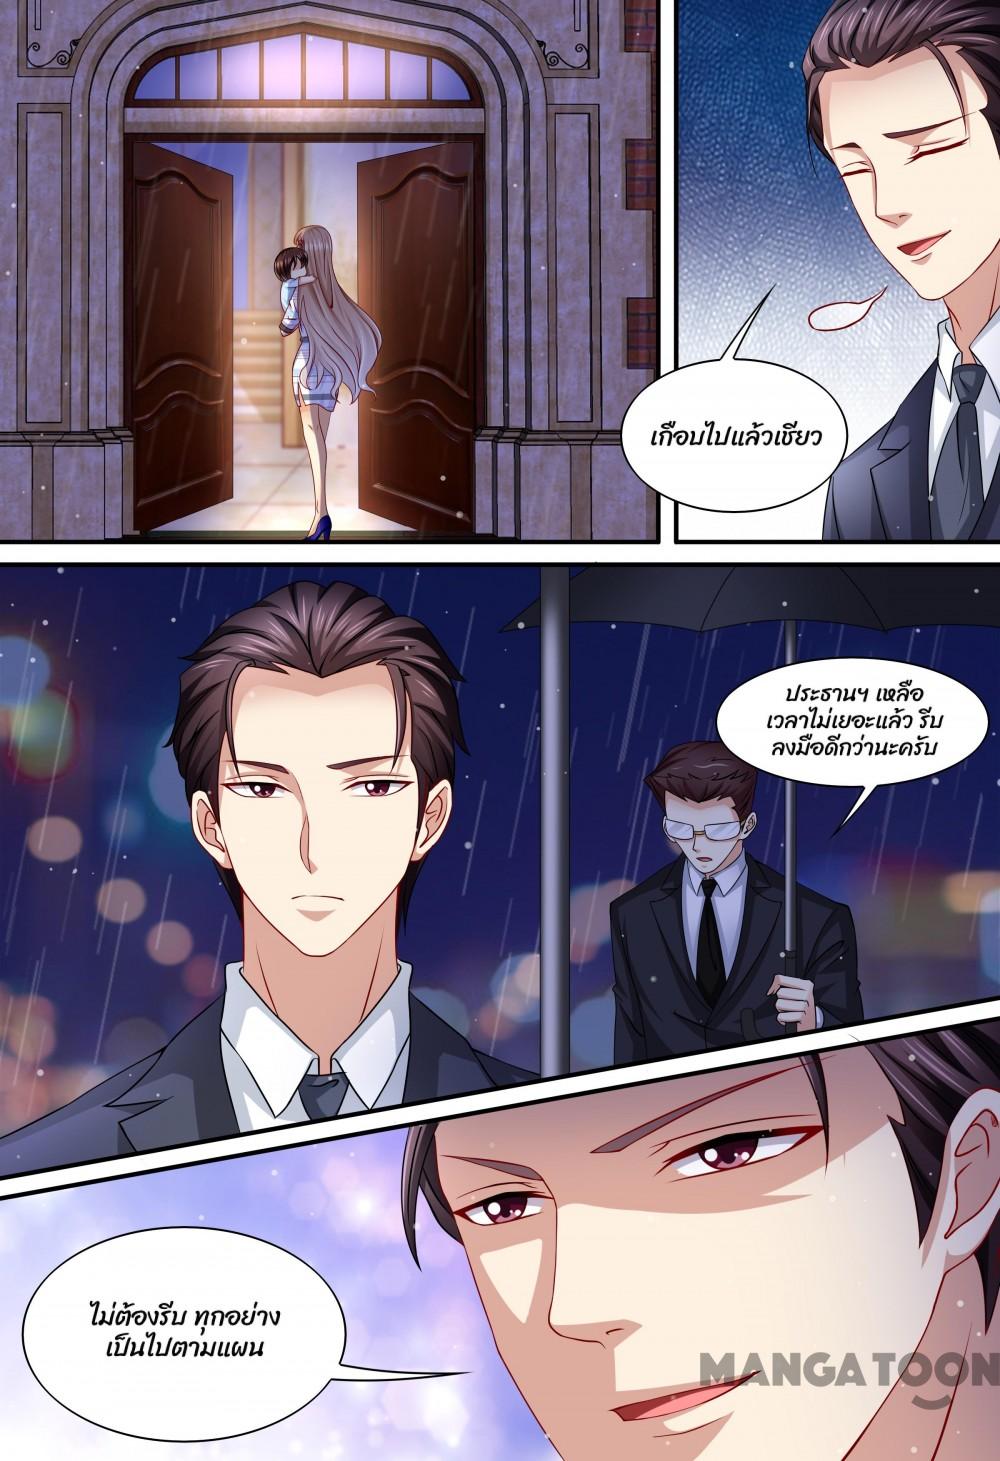 เกือบไปแล้วเชียว
ประธานฯ เหลือ
เวลาไม่เยอะแล้ว รีบ
ลงมือดีกว่านะครับ
ไม่ต้องรีบ ทุกอย่าง
เป็นไปตามแผน
MANGATOON